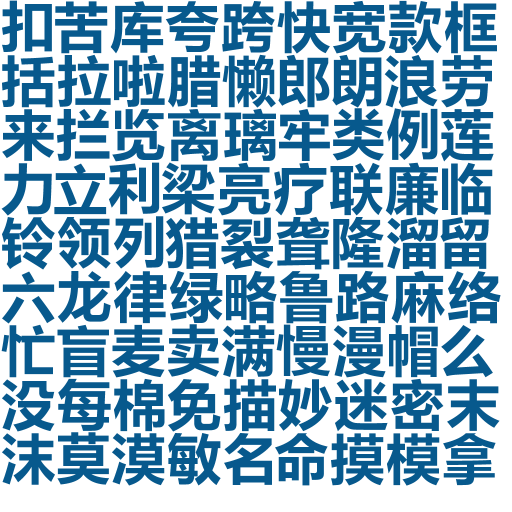 扣苦库夸跨快宽款框
括拉啦腊懒郎朗浪劳
来拦览离璃牢类例莲
力立利梁亮疗联廉临
铃领列猎裂聋隆溜留
六龙律绿略鲁路麻络
忙盲麦卖满慢漫帽么
没每棉免描妙迷密末
沫莫漠敏名命摸模拿